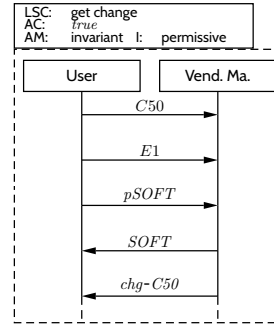 LSC: get change
AC: true
AM: invariant I: permissive
User Vend. Ma.
C50
E1
pSOFT
SOFT
chg-C50